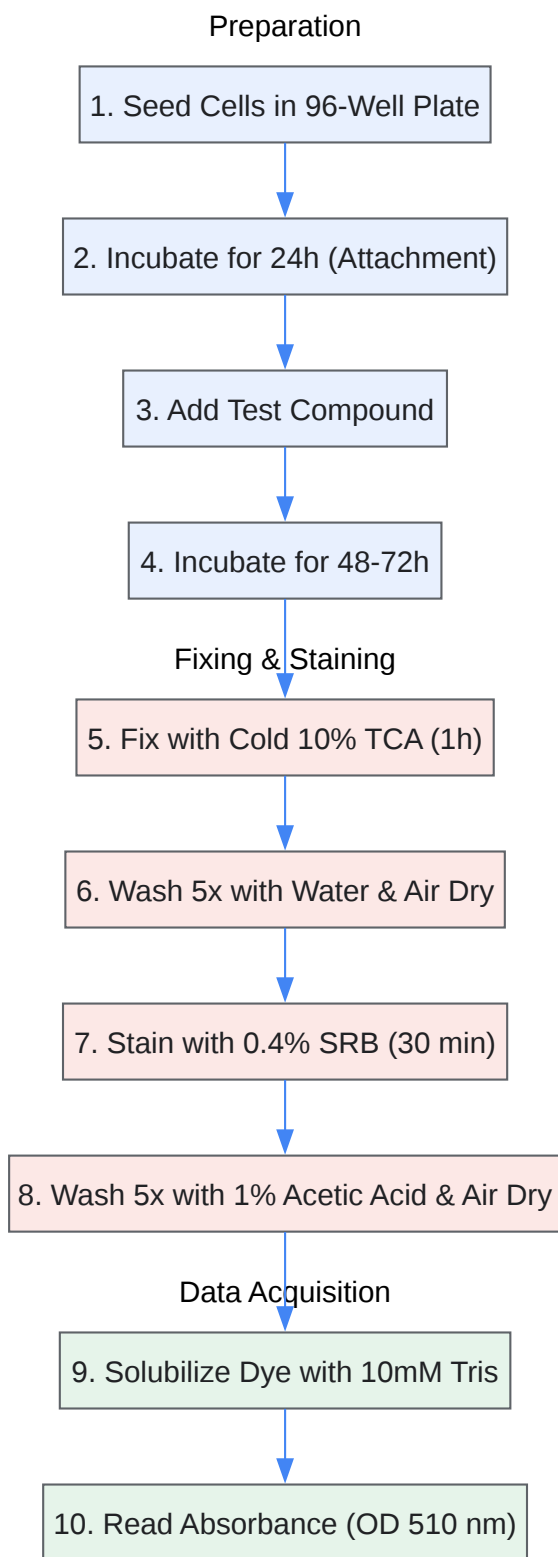 Preparation
1. Seed Cells in 96-Well Plate
2. Incubate for 24h (Attachment)
3. Add Test Compound
4. Incubate for 48-72h
Fixing & Staining
5. Fix with Cold 10% TCA (1h)
6. Wash 5x with Water & Air Dry
7. Stain with 0.4% SRB (30 min)
8. Wash 5x with 1% Acetic Acid & Air Dry
Data Acquisition
9. Solubilize Dye with 10mM Tris
10. Read Absorbance (OD 510 nm)